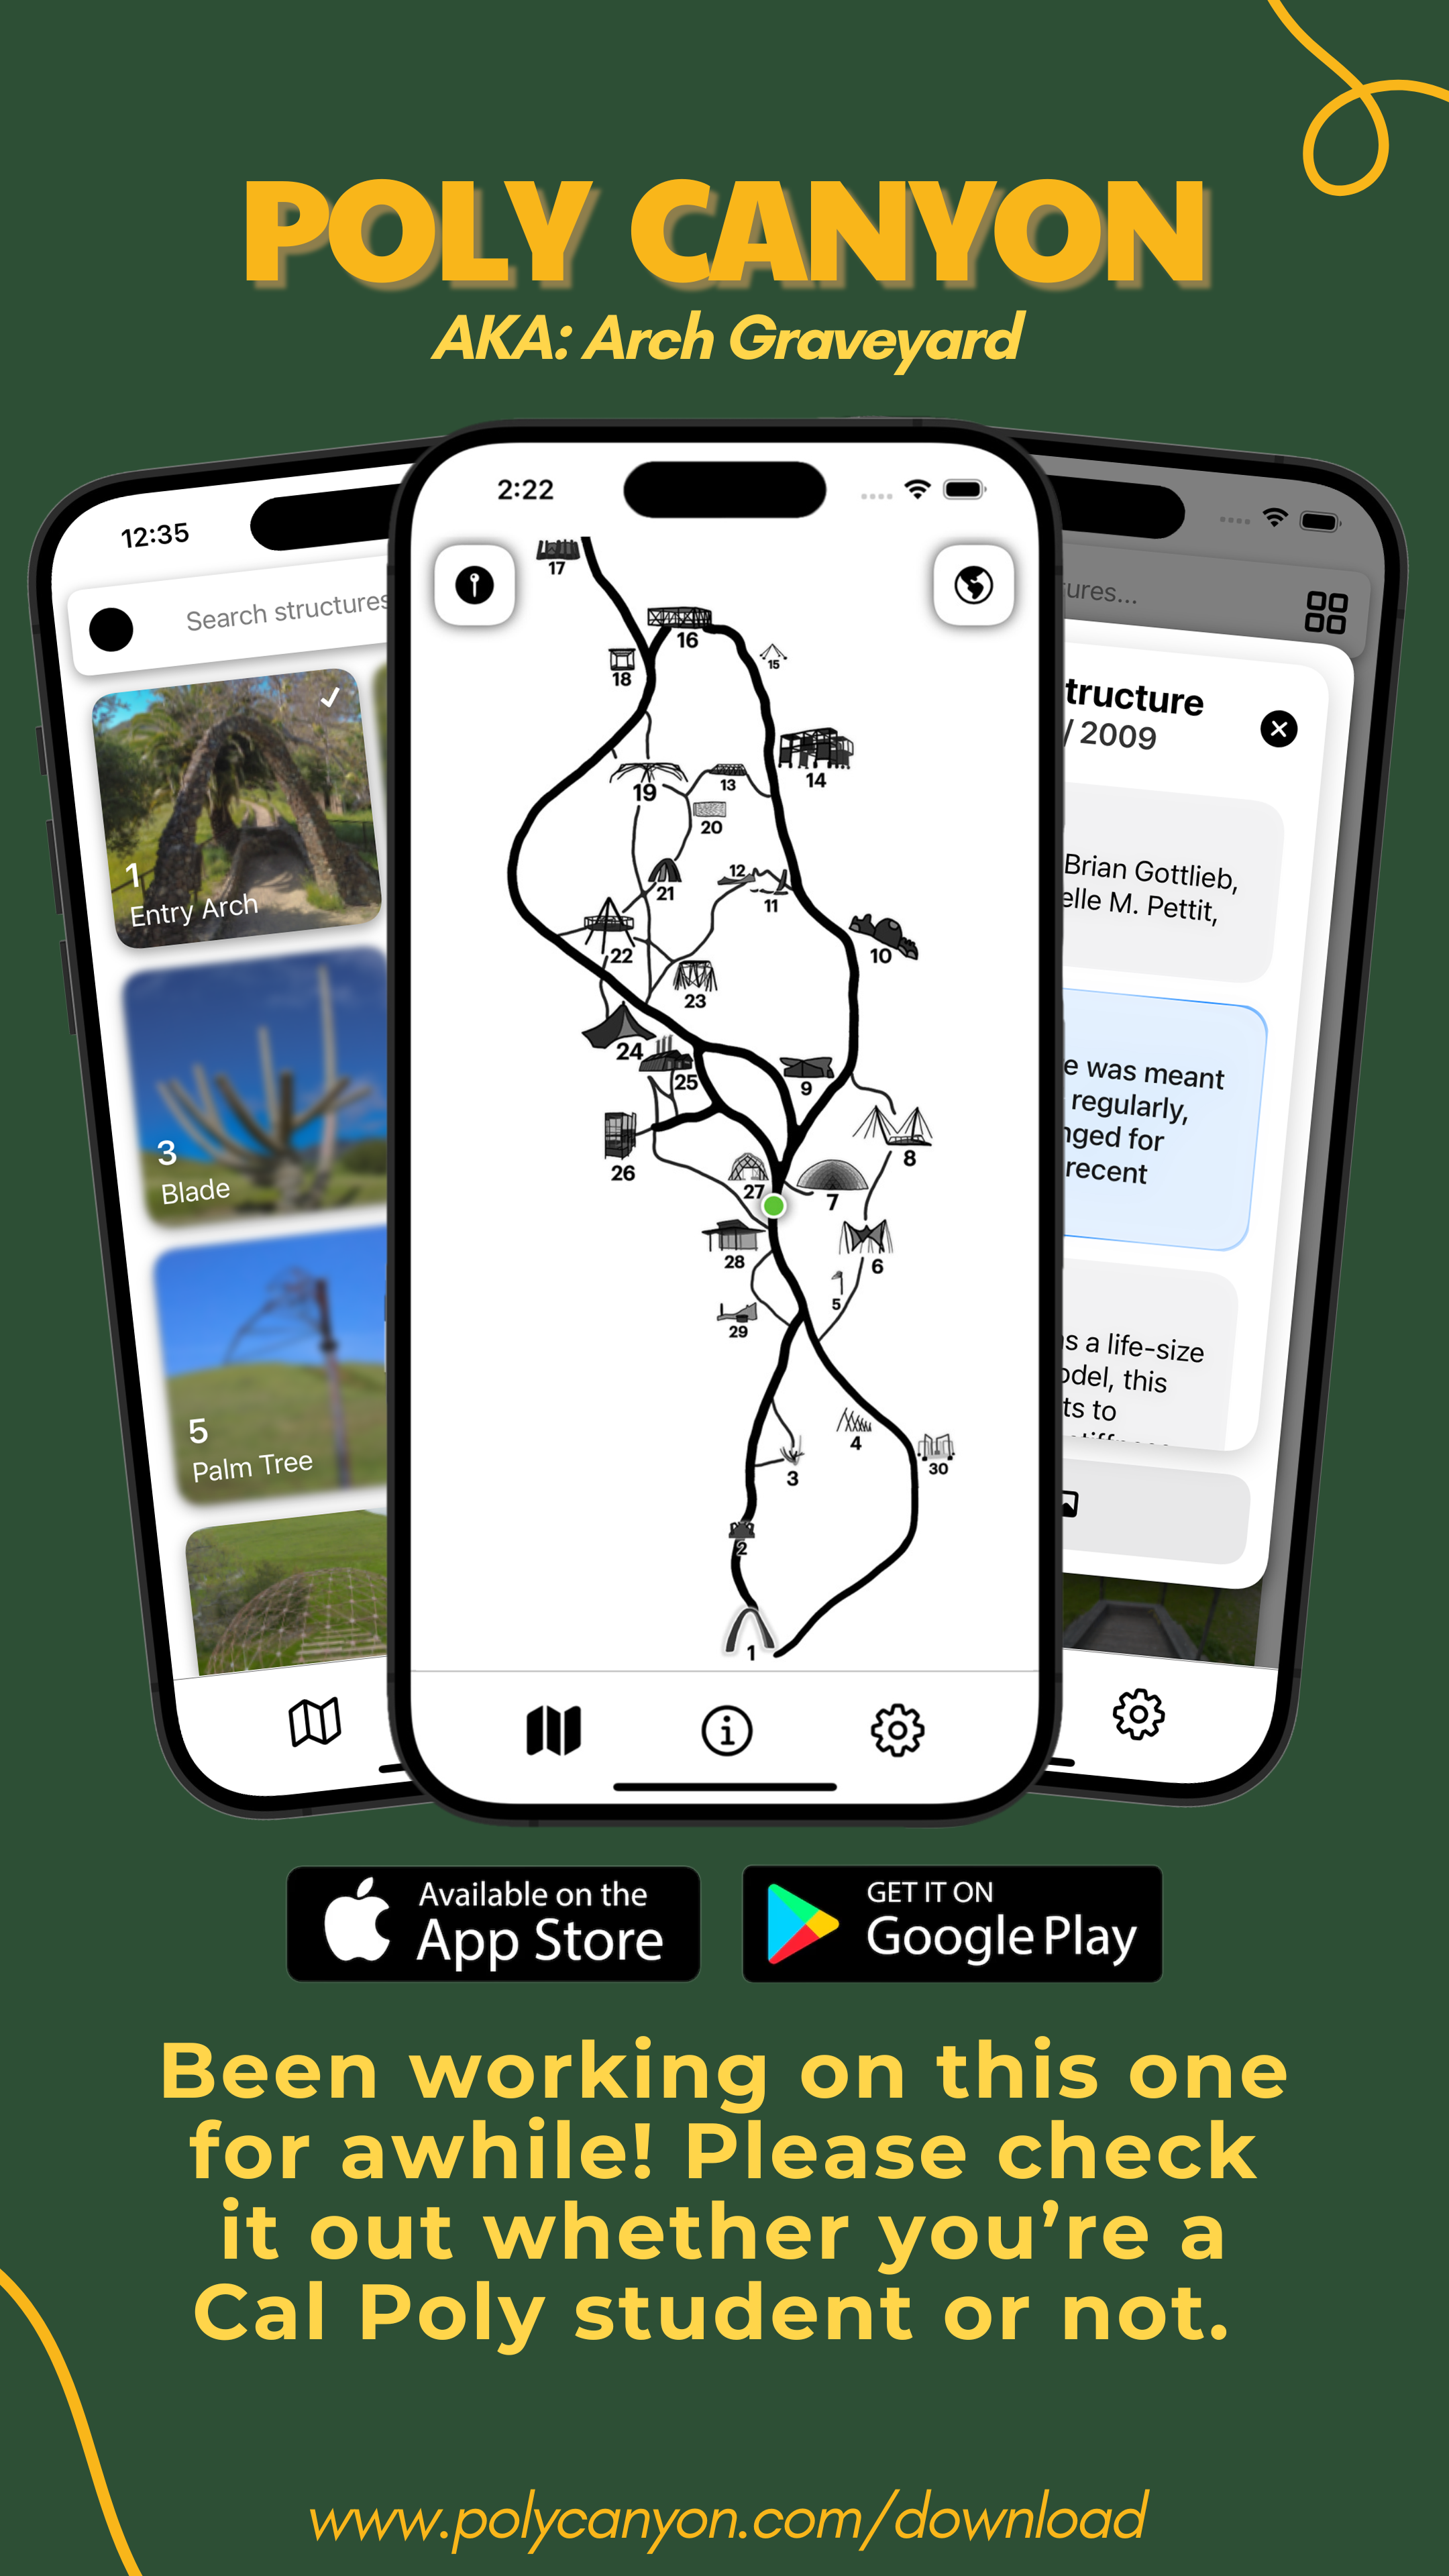 POLY CANYON
AKA: Arch Graveyard
12:35
Search structures
1
Entry Arch
3
Blade
5
Palm Tree
2:22
17
16
18
15
14
19
13
20
21
12
11
10
22
23
24
25
9
26
8
27
7
28
6
5
29
4
30
3
2
1
tructure
/ 2009
Brian Gottlieb,
elle M. Pettit,
e was meant
regularly,
nged for
recent
s a life-size
odel, this
ts to
Available on the
App Store
GET IT ON
Google Play
Been working on this one
for awhile! Please check
it out whether you’re a
Cal Poly student or not.
www.polycanyon.com/download